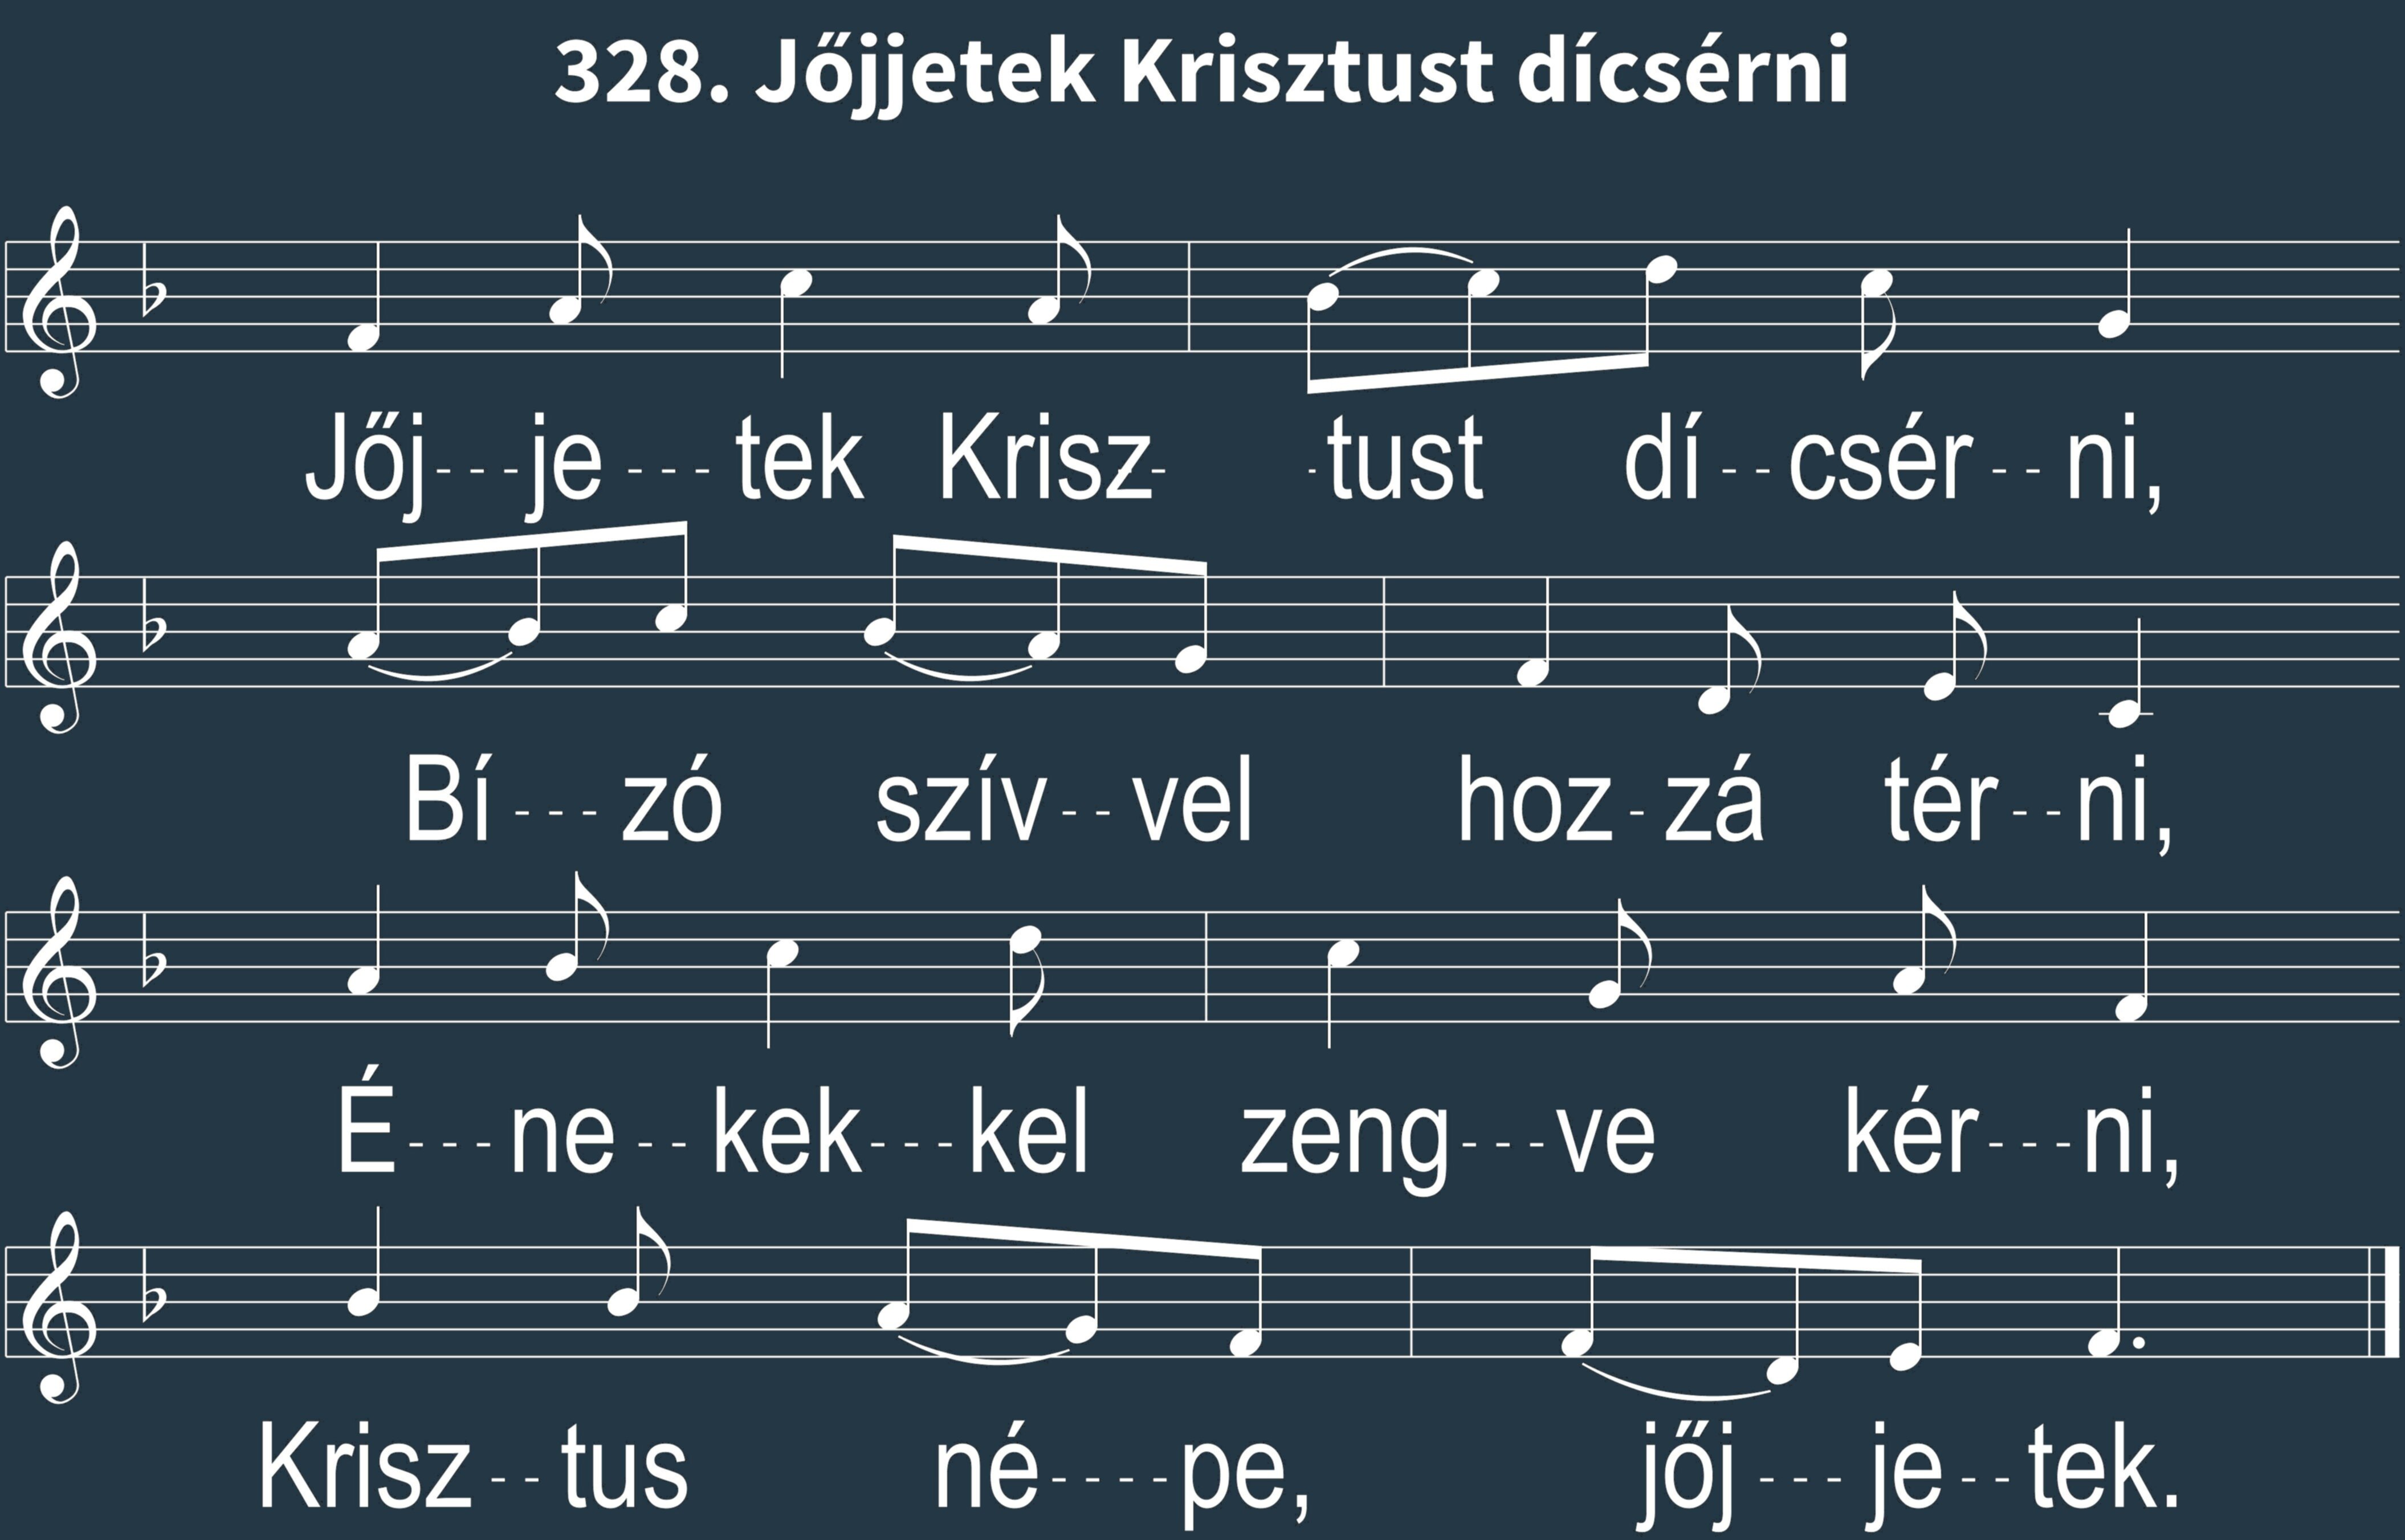 328. Jőjjetek Krisztust dícsérni
Jőj---je---tek Krisz--tust dí--csér--ni,
Bí---zó szív--vel hoz-zá tér--ni,
É---ne--kek---kel zeng---ve kér---ni,
Krisz--tus né----pe, jőj---je--tek.